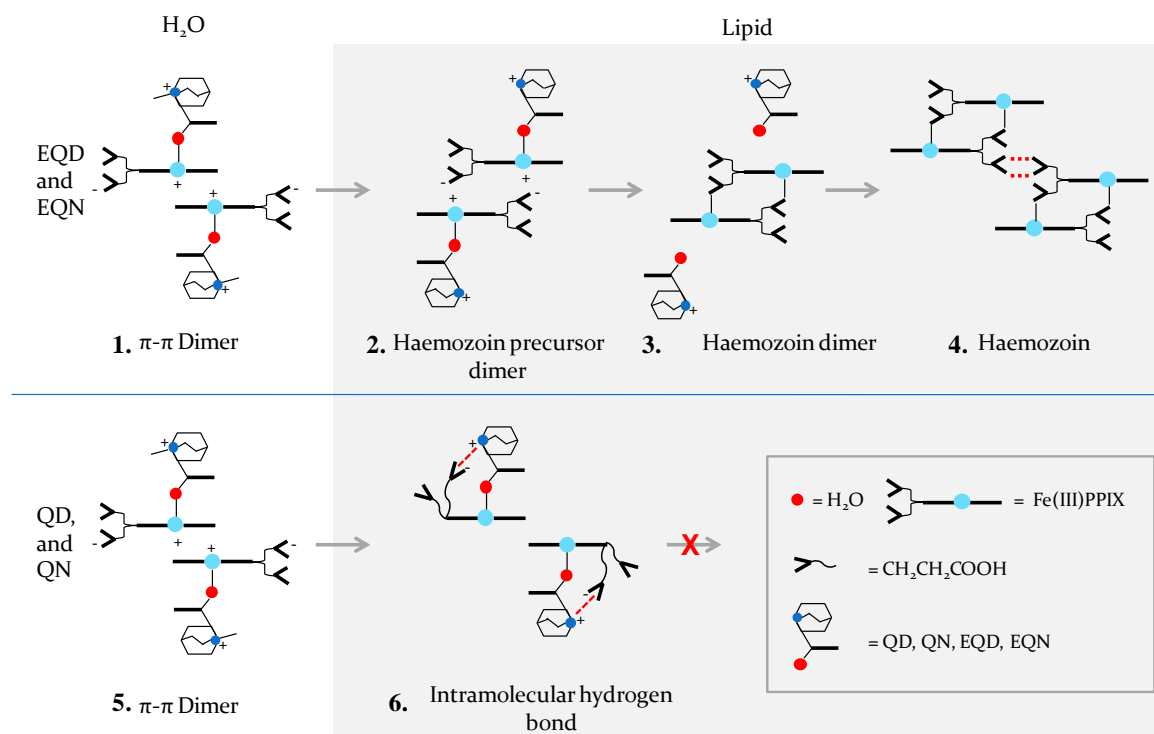 H₂O
Lipid
EQD
and
EQN
+
-
+
+
-
+
+
-
+
+
-
+
+
+
1. π-π Dimer
2. Haemozoin precursor
dimer
3. Haemozoin dimer
4. Haemozoin
QD,
and
QN
+
-
+
+
-
+
+
-
-
+
X
= H₂O
= Fe(III)PPIX
= CH₂CH₂COOH
= QD, QN, EQD, EQN
5. π-π Dimer
6. Intramolecular hydrogen
bond